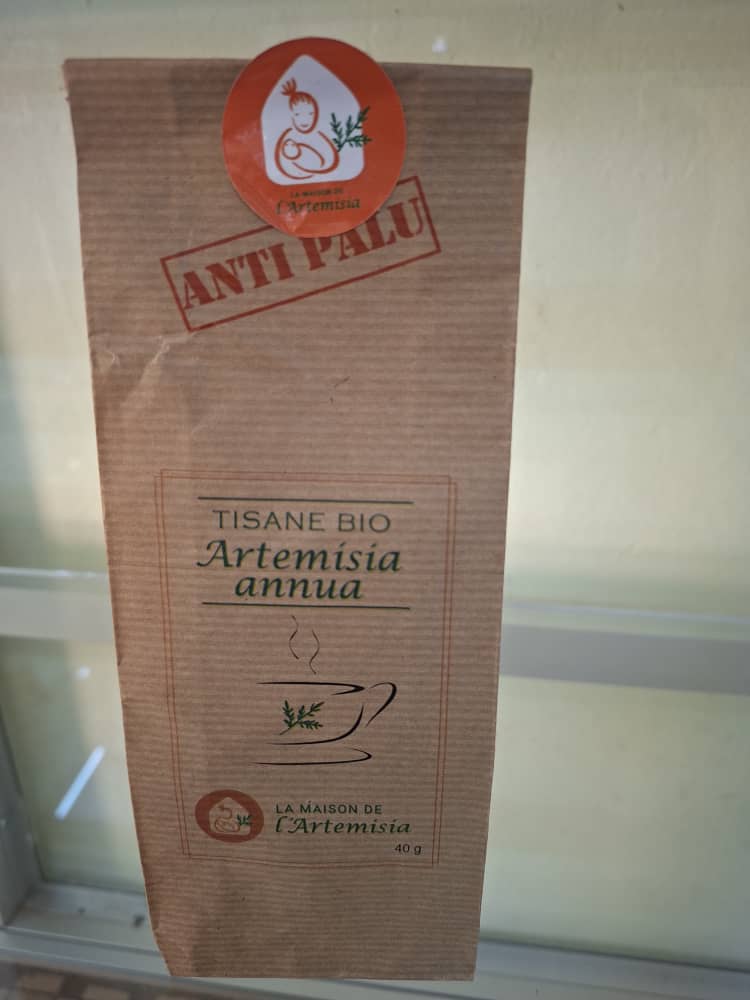 LA MAISON DE
l'Artemisia
ANTI PALU
TISANE BIO
Artemisia
annua
LA MAISON DE
l'Artemisia
40 g